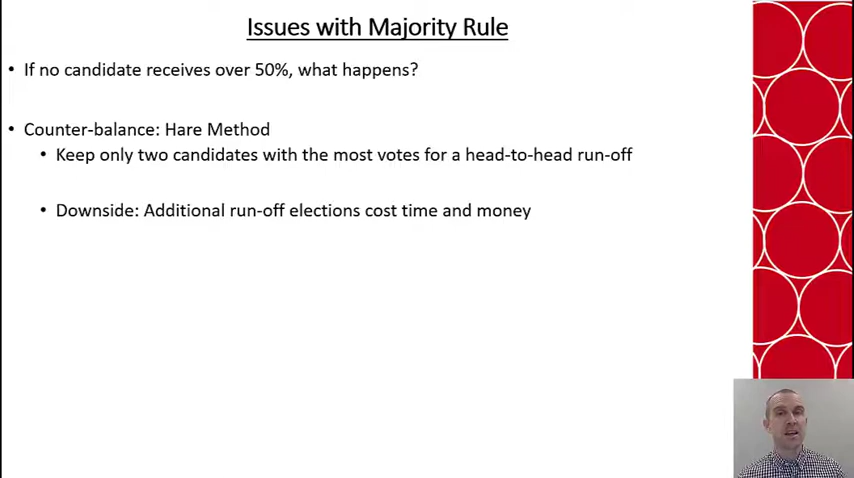 Issues with Majority Rule
• If no candidate receives over 50%, what happens?
• Counter-balance: Hare Method
• Keep only two candidates with the most votes for a head-to-head run-off
• Downside: Additional run-off elections cost time and money